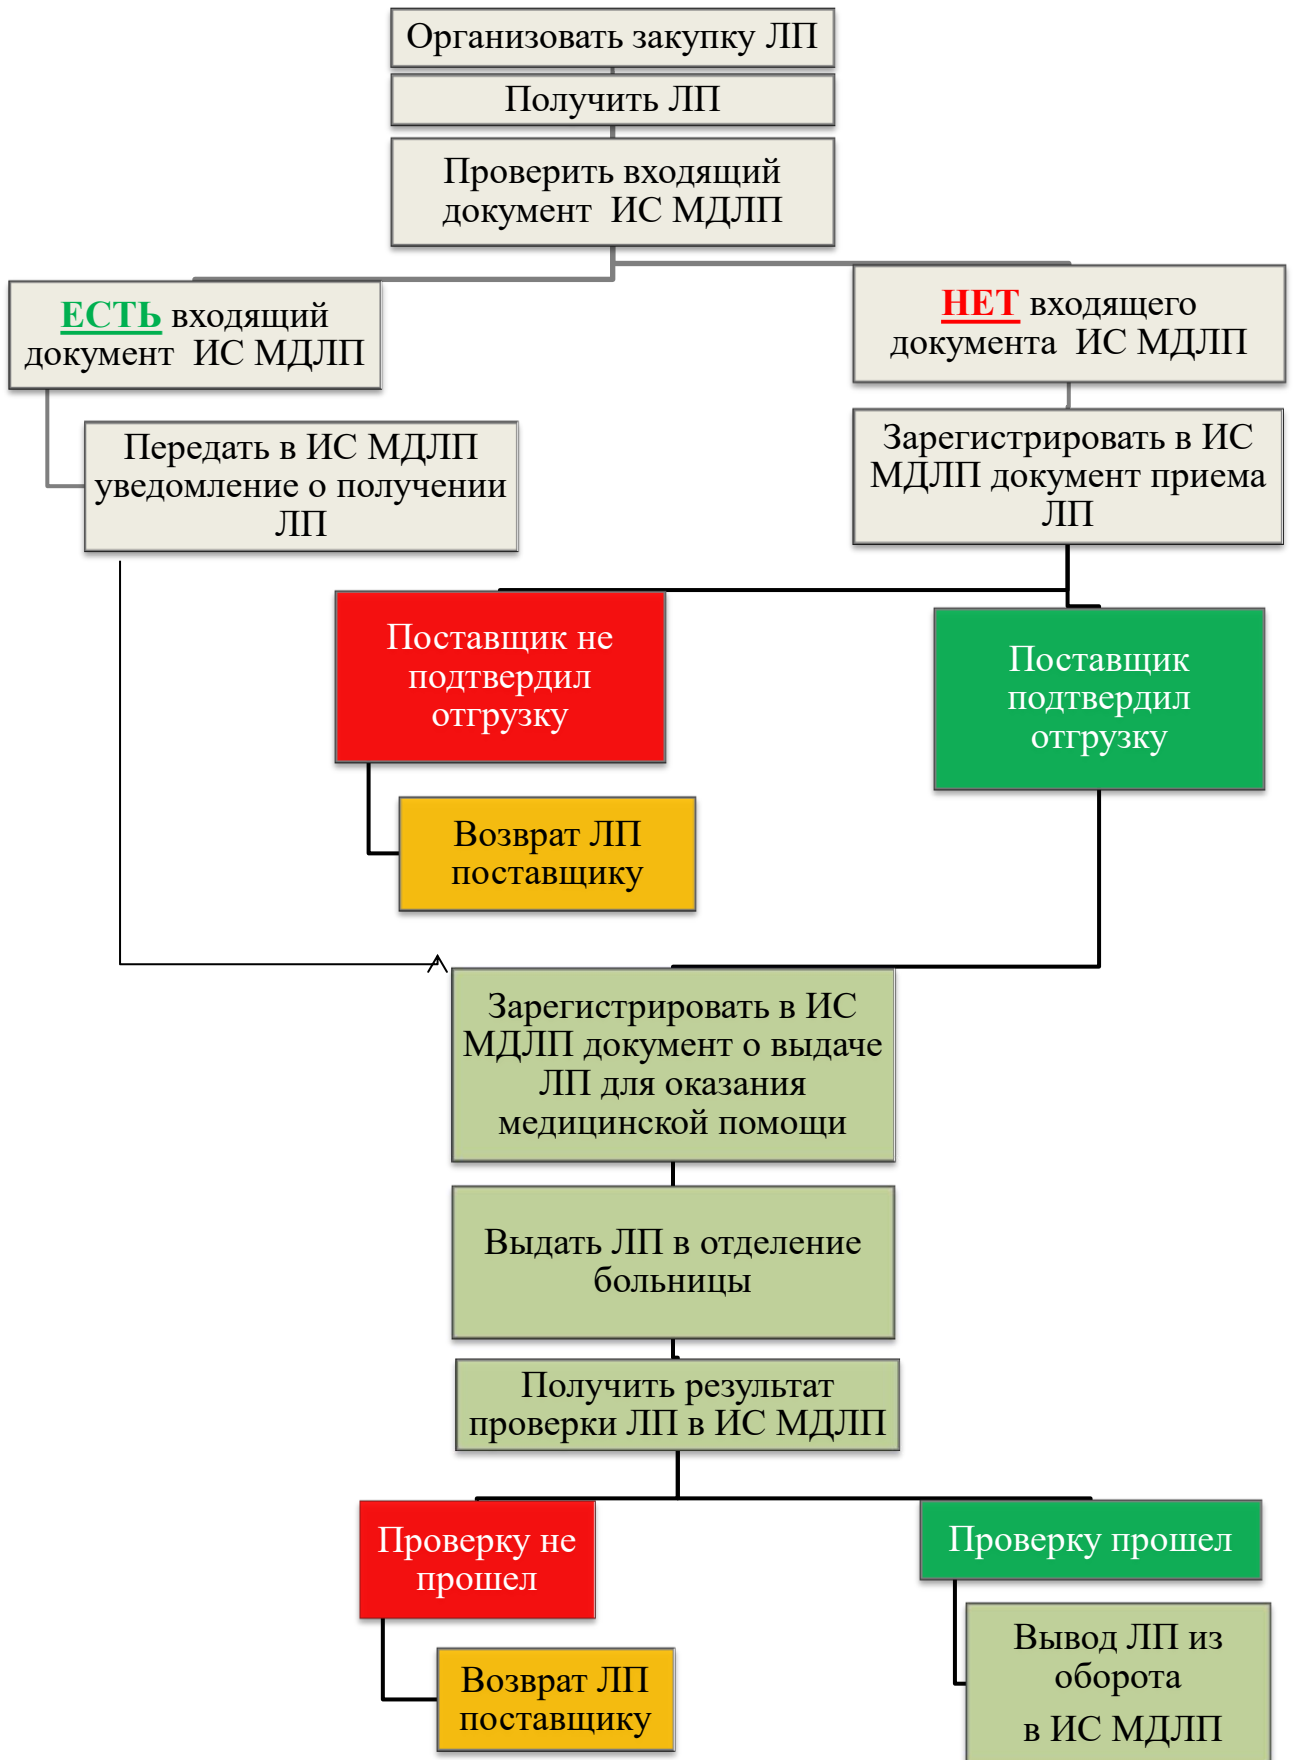 Организовать закупку ЛП
Получить ЛП
Проверить входящий
документ ИС МДЛП
ЕСТЬ входящий
документ ИС МДЛП
НЕТ входящего
документа ИС МДЛП
Передать в ИС МДЛП
уведомление о получении
ЛП
Зарегистрировать в ИС
МДЛП документ приема
ЛП
Поставщик не
подтвердил
отгрузку
Поставщик
подтвердил
отгрузку
Возврат ЛП
поставщику
Зарегистрировать в ИС
МДЛП документ о выдаче
ЛП для оказания
медицинской помощи
Выдать ЛП в отделение
больницы
Получить результат
проверки ЛП в ИС МДЛП
Проверку не
прошел
Проверку прошел
Возврат ЛП
поставщику
Вывод ЛП из
оборота
в ИС МДЛП